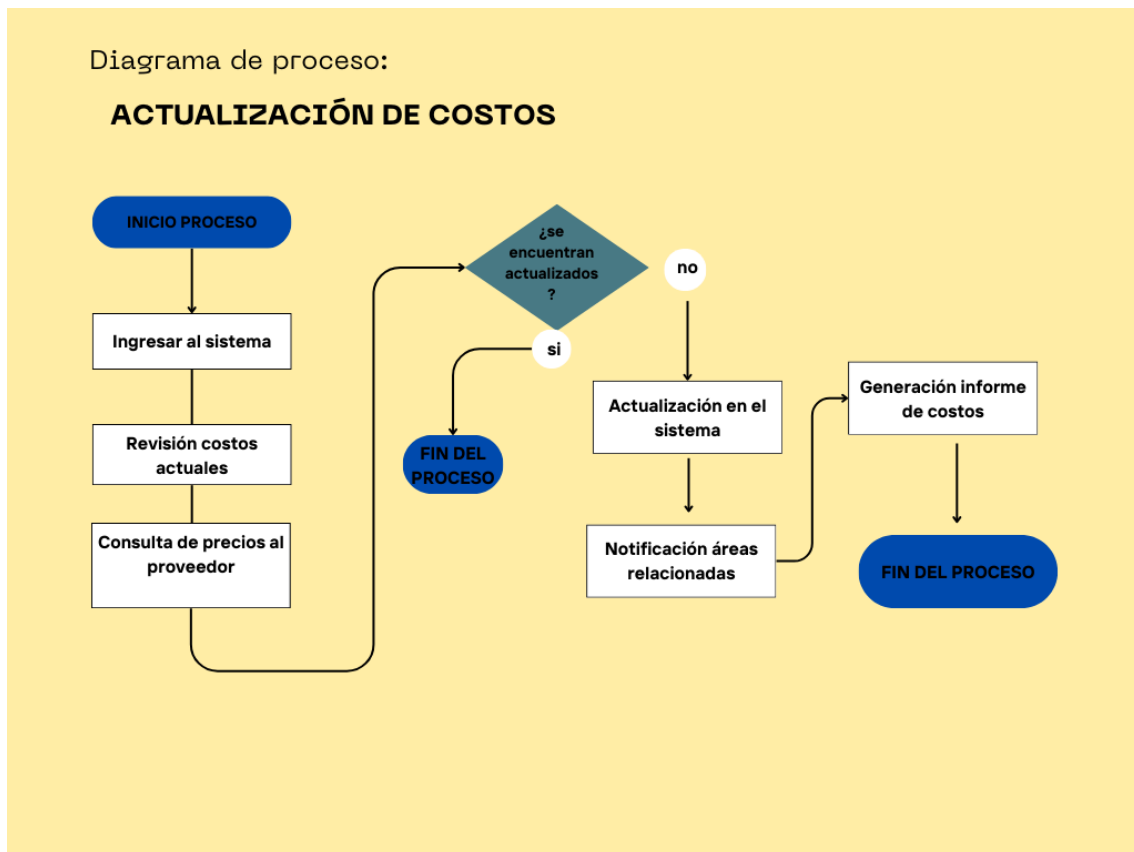 Diagrama de proceso:
ACTUALIZACIÓN DE COSTOS
INICIO PROCESO
Ingresar al sistema
Revisión costos
actuales
Consulta de precios al
proveedor
¿se
encuentran
actualizados
?
si
FIN DEL
PROCESO
no
Actualización en el
sistema
Notificación áreas
relacionadas
Generación informe
de costos
FIN DEL PROCESO